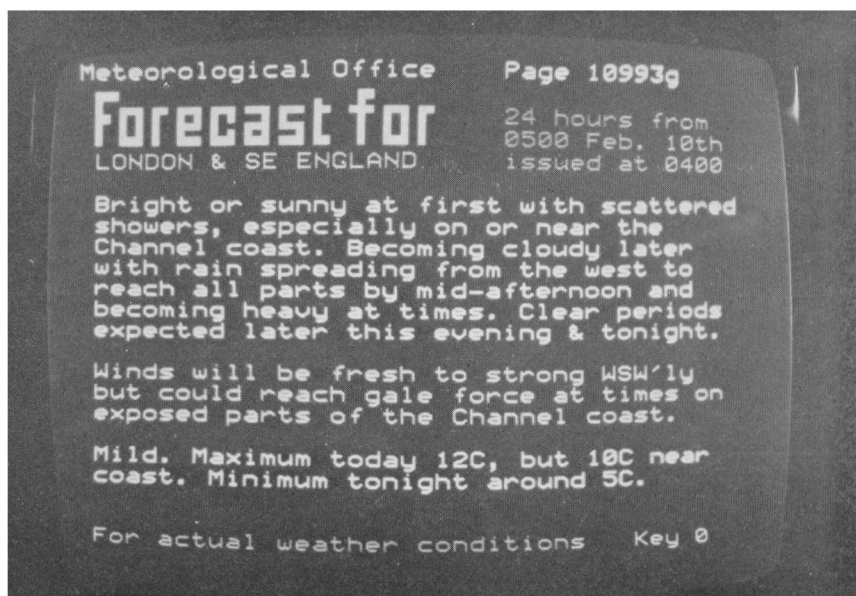 Meteorological Office Page 10993g
Forecast for
24 hours from
0500 Feb. 10th
LONDON & SE ENGLAND
issued at 0400
Bright or sunny at first with scattered
showers, especially on or near the
Channel coast. Becoming cloudy later
with rain spreading from the west to
reach all parts by mid-afternoon and
becoming heavy at times. Clear periods
expected later this evening & tonight.
Winds will be fresh to strong WSW'ly
but could reach gale force at times on
exposed parts of the Channel coast.
Mild. Maximum today 12C, but 10C near
coast. Minimum tonight around 5C.
For actual weather conditions Key 0